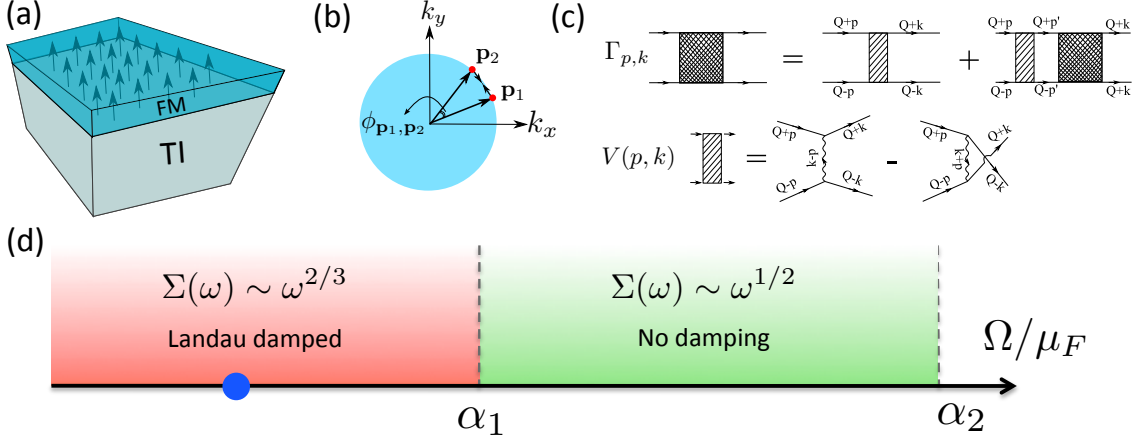 (a)
FM
TI
(b)
k_y
p_2
p_1
ϕ_{p_1,p_2}
k_x
(c)
Γ_{p,k} = +
Q+p Q+k Q+p Q+p' Q+k
Q-p Q-k Q-p Q-p' Q+k
V(p,k) = -
Q+p Q+k Q+p Q+k
k-p k+p
Q-p Q-k Q-p Q-k
(d)
Σ(ω) ∼ ω^{2/3} Σ(ω) ∼ ω^{1/2}
Landau damped No damping
Ω/μ_F
α_1 α_2